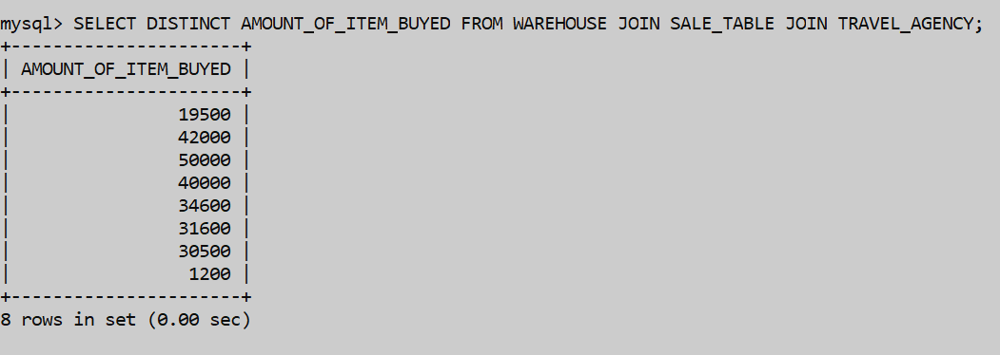 mysql> SELECT DISTINCT AMOUNT_OF_ITEM_BUYED FROM WAREHOUSE JOIN SALE_TABLE JOIN TRAVEL_AGENCY;
+----------------------+
| AMOUNT_OF_ITEM_BUYED |
+----------------------+
|                19500 |
|                42000 |
|                50000 |
|                40000 |
|                34600 |
|                31600 |
|                30500 |
|                 1200 |
+----------------------+
8 rows in set (0.00 sec)